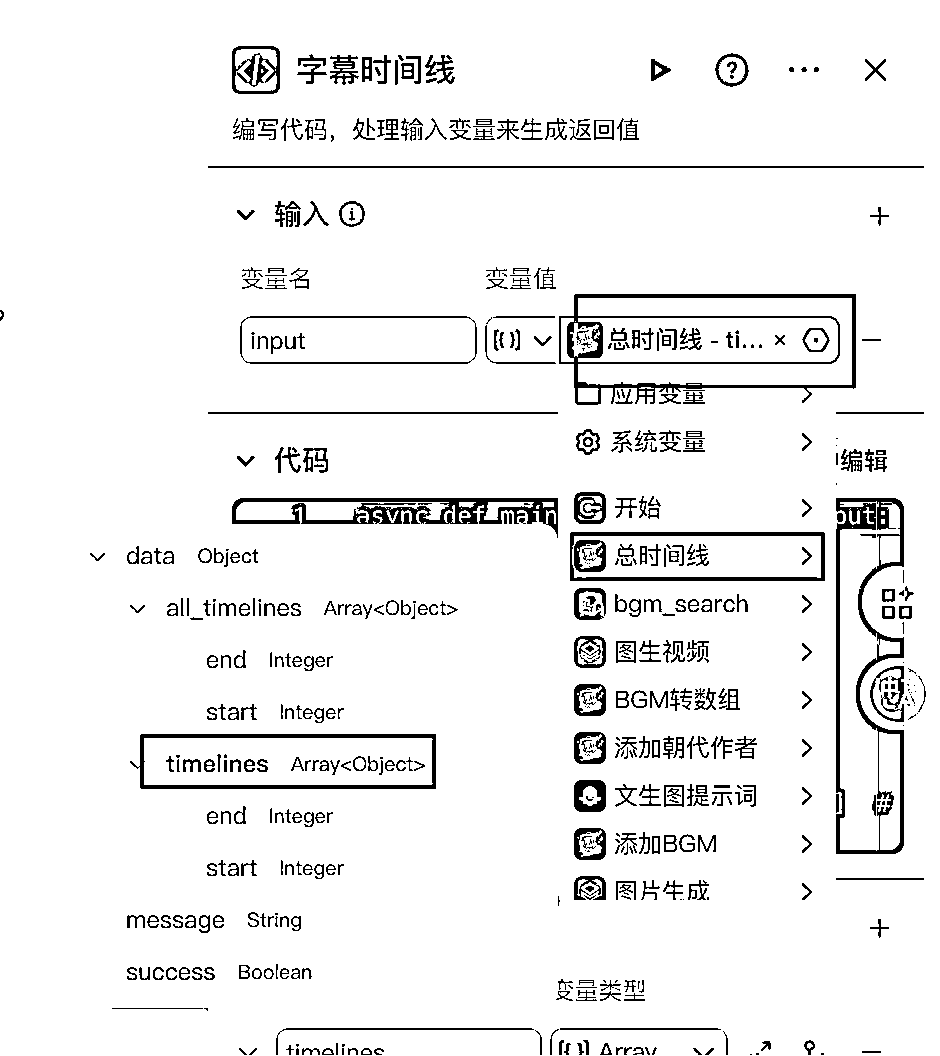 字幕时间线
编写代码，处理输入变量来生成返回值
输入
变量名 变量值
input 总时间线 - ti...
应用变量
系统变量
代码 编辑
1 async def main put:
开始
data Object
总时间线
all_timelines Array<Object>
bgm_search
end Integer
图生视频
start Integer
BGM转数组
timelines Array<Object>
添加朝代作者
end Integer
文生图提示词 #
start Integer
添加BGM
图片生成
message String
success Boolean
变量类型
timelines Array